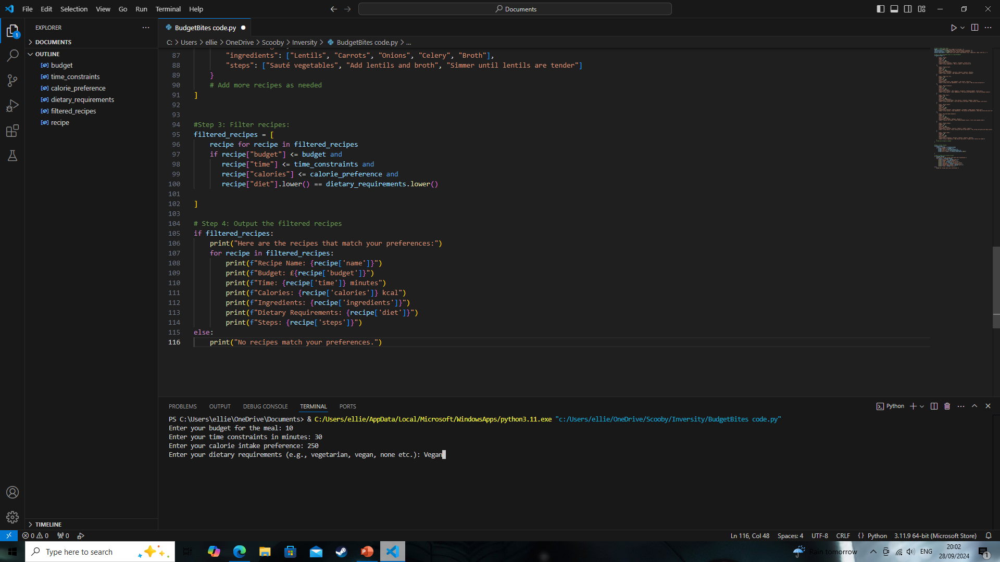 File Edit Selection View Go Run Terminal Help
Documents
EXPLORER
DOCUMENTS
OUTLINE
budget
time_constraints
calorie_preference
dietary_requirements
filtered_recipes
recipe
TIMELINE
1
BudgetBites code.py
C: > Users > ellie > OneDrive > Scooby > Inversity > BudgetBites code.py > ...
87 "ingredients": ["Lentils", "Carrots", "Onions", "Celery", "Broth"],
88 "steps": ["Sauté vegetables", "Add lentils and broth", "Simmer until lentils are tender"]
89 }
90 # Add more recipes as needed
91 ]
92
93
94 #Step 3: Filter recipes:
95 filtered_recipes = [
96 recipe for recipe in filtered_recipes
97 if recipe["budget"] <= budget and
98 recipe["time"] <= time_constraints and
99 recipe["calories"] <= calorie_preference and
100 recipe["diet"].lower() == dietary_requirements.lower()
101
102 ]
103
104 # Step 4: Output the filtered recipes
105 if filtered_recipes:
106 print("Here are the recipes that match your preferences:")
107 for recipe in filtered_recipes:
108 print(f"Recipe Name: {recipe['name']}")
109 print(f"Budget: £{recipe['budget']}")
110 print(f"Time: {recipe['time']} minutes")
111 print(f"Calories: {recipe['calories']} kcal")
112 print(f"Ingredients: {recipe['ingredients']}")
113 print(f"Dietary Requirements: {recipe['diet']}")
114 print(f"Steps: {recipe['steps']}")
115 else:
116 print("No recipes match your preferences.")
PROBLEMS OUTPUT DEBUG CONSOLE TERMINAL PORTS
Python
PS C:\Users\ellie\OneDrive\Documents> & C:/Users/ellie/AppData/Local/Microsoft/WindowsApps/python3.11.exe "c:/Users/ellie/OneDrive/Scooby/Inversity/BudgetBites code.py"
Enter your budget for the meal: 10
Enter your time constraints in minutes: 30
Enter your calorie intake preference: 250
Enter your dietary requirements (e.g., vegetarian, vegan, none etc.): Vegan
0 0 0
Ln 116, Col 48 Spaces: 4 UTF-8 CRLF {} Python 3.11.9 64-bit (Microsoft Store)
Type here to search
Rain tomorrow
ENG
20:02
28/09/2024
1